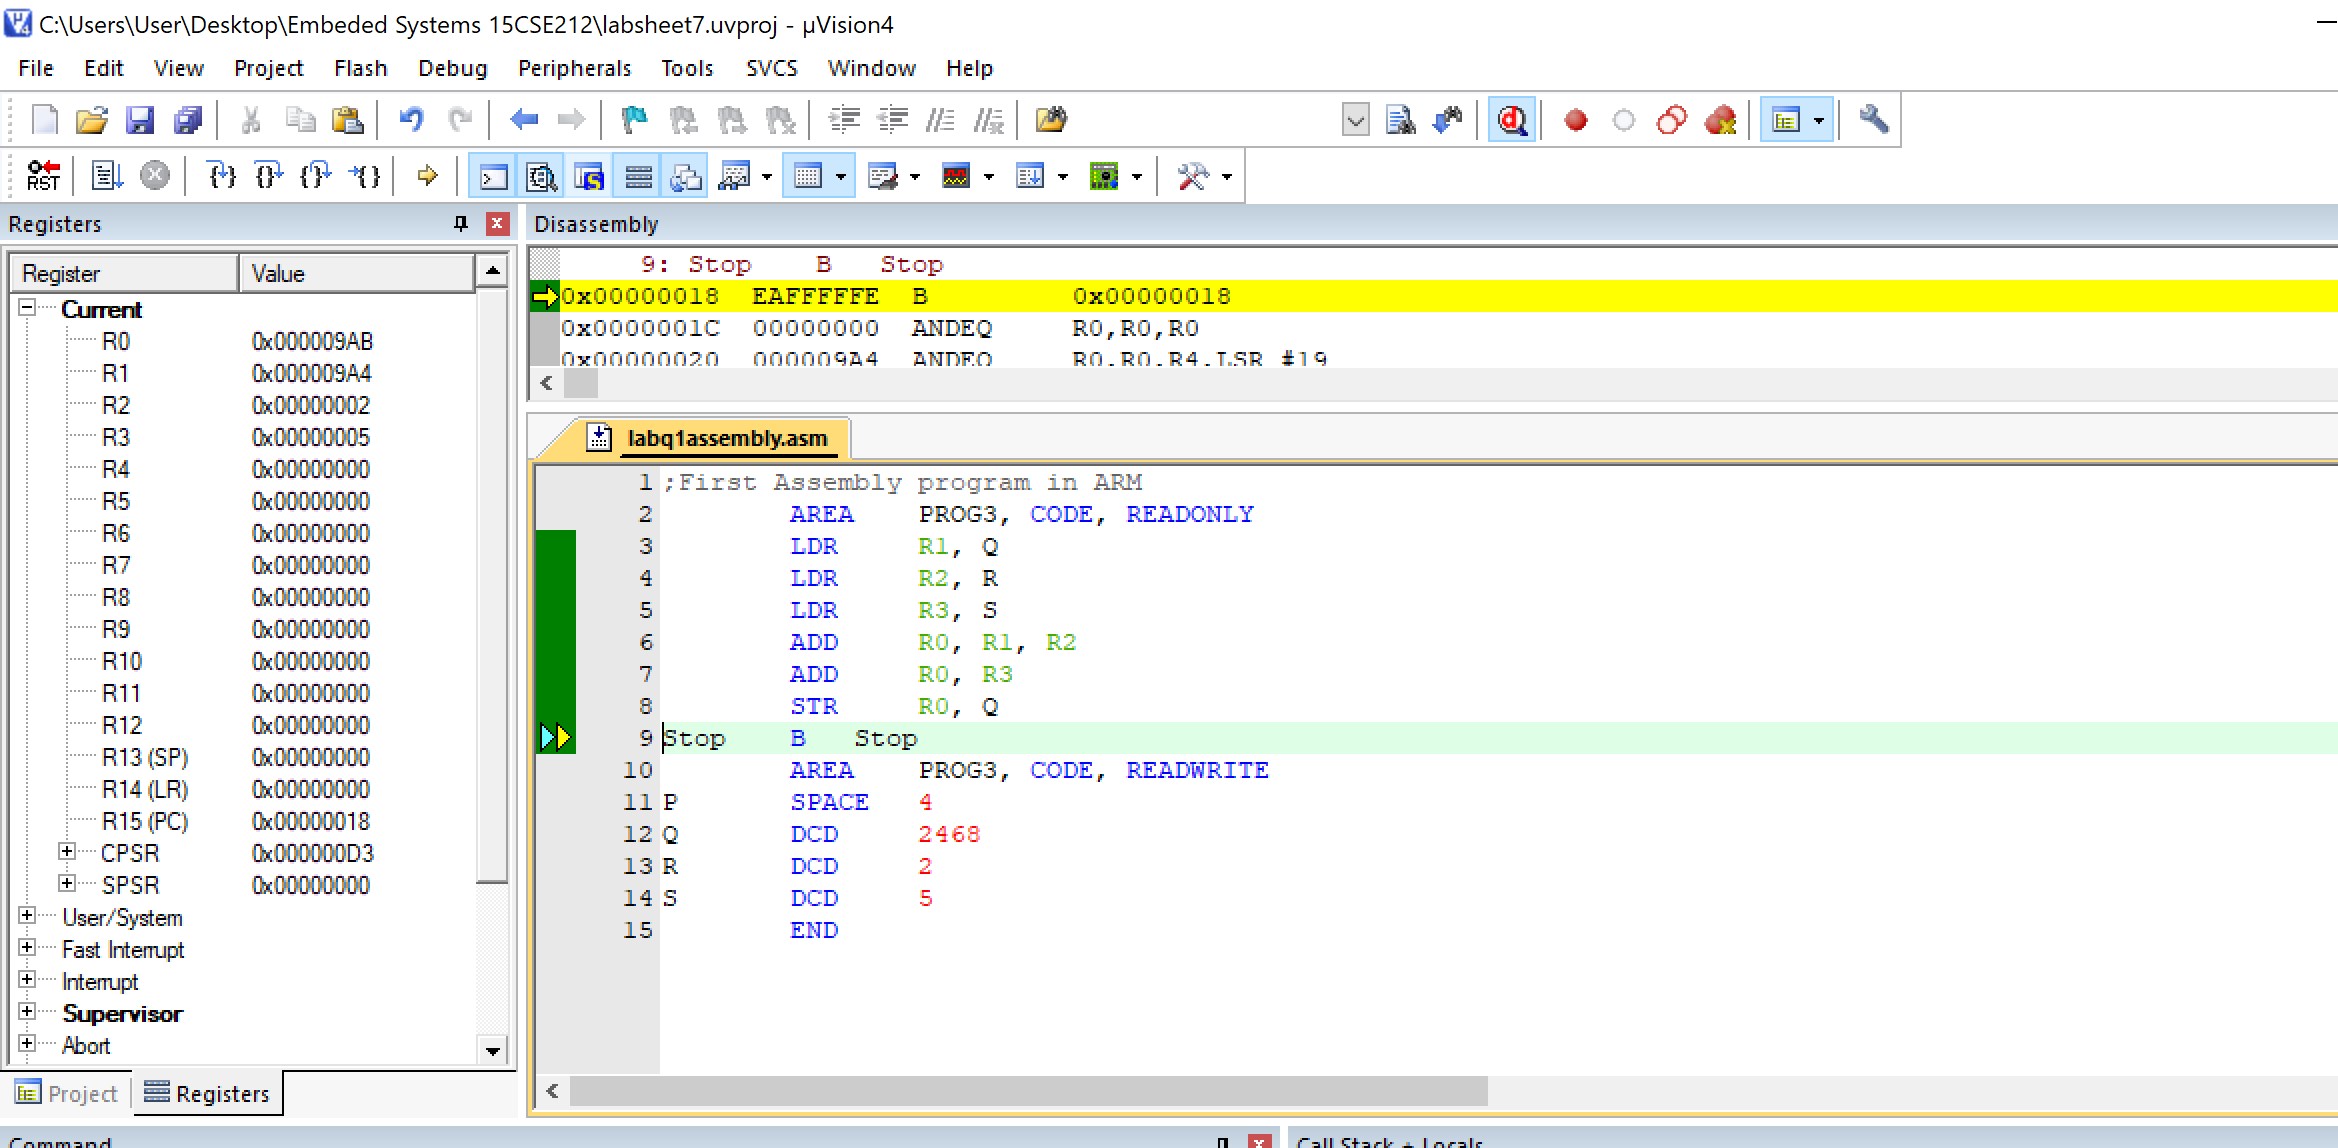 C:\Users\User\Desktop\Embeded Systems 15CSE212\labsheet7.uvproj - µVision4
File Edit View Project Flash Debug Peripherals Tools SVCS Window Help
RST
Registers
Register Value
Current
R0 0x000009AB
R1 0x000009A4
R2 0x00000002
R3 0x00000005
R4 0x00000000
R5 0x00000000
R6 0x00000000
R7 0x00000000
R8 0x00000000
R9 0x00000000
R10 0x00000000
R11 0x00000000
R12 0x00000000
R13 (SP) 0x00000000
R14 (LR) 0x00000000
R15 (PC) 0x00000018
CPSR 0x000000D3
SPSR 0x00000000
User/System
Fast Interrupt
Interrupt
Supervisor
Abort
Project Registers
Disassembly
9: Stop B Stop
0x00000018 EAFFFFFE B 0x00000018
0x0000001C 00000000 ANDEQ R0,R0,R0
0x00000020 000009A4 ANDEQ R0,R0,R4,LSR #19
labq1assembly.asm
1 ;First Assembly program in ARM
2 AREA PROG3, CODE, READONLY
3 LDR R1, Q
4 LDR R2, R
5 LDR R3, S
6 ADD R0, R1, R2
7 ADD R0, R3
8 STR R0, Q
9 Stop B Stop
10 AREA PROG3, CODE, READWRITE
11 P SPACE 4
12 Q DCD 2468
13 R DCD 2
14 S DCD 5
15 END
Command
Call Stack + Locals